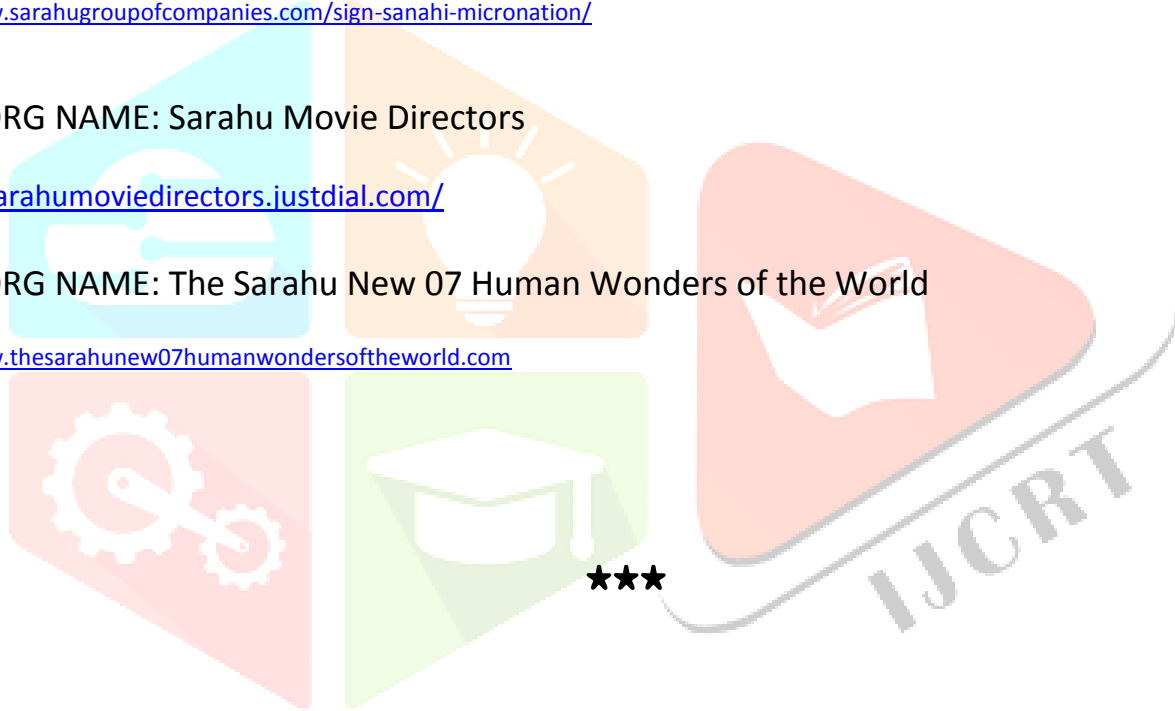 .sarahugroupofcompanies.com/sign-sanahi-micronation/
RG NAME: Sarahu Movie Directors
arahumoviedirectors.justdial.com/
RG NAME: The Sarahu New 07 Human Wonders of the World
.thesarahunew07humanwondersoftheworld.com
★★★
IJCRT